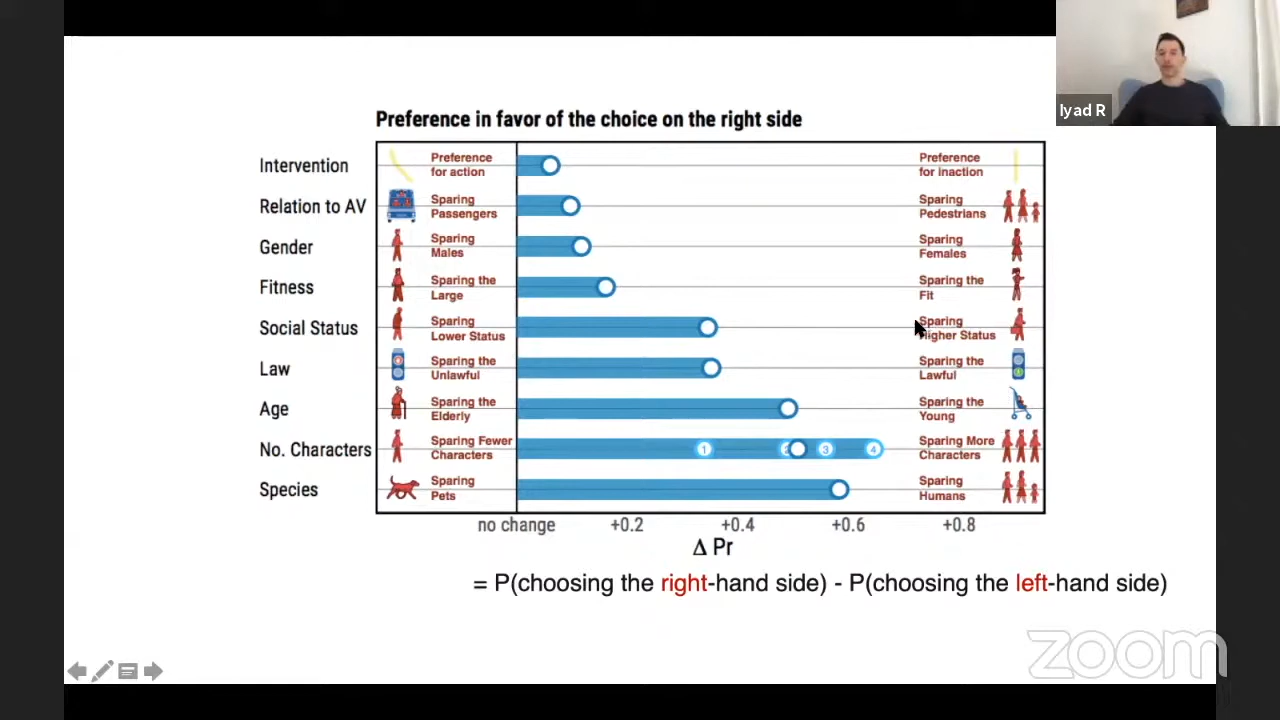 Iyad R
Preference in favor of the choice on the right side
Intervention
Preference
for action
Preference
for inaction
Relation to AV
Sparing
Passengers
Sparing
Pedestrians
Gender
Sparing
Males
Sparing
Females
Fitness
Sparing the
Large
Sparing the
Fit
Social Status
Sparing
Lower Status
Sparing
Higher Status
Law
Sparing the
Unlawful
Sparing the
Lawful
Age
Sparing the
Elderly
Sparing the
Young
No. Characters
Sparing Fewer
Characters
1
2
3
4
Sparing More
Characters
Species
Sparing
Pets
Sparing
Humans
no change
+0.2
+0.4
+0.6
+0.8
Δ Pr
= P(choosing the right-hand side) - P(choosing the left-hand side)
zoom